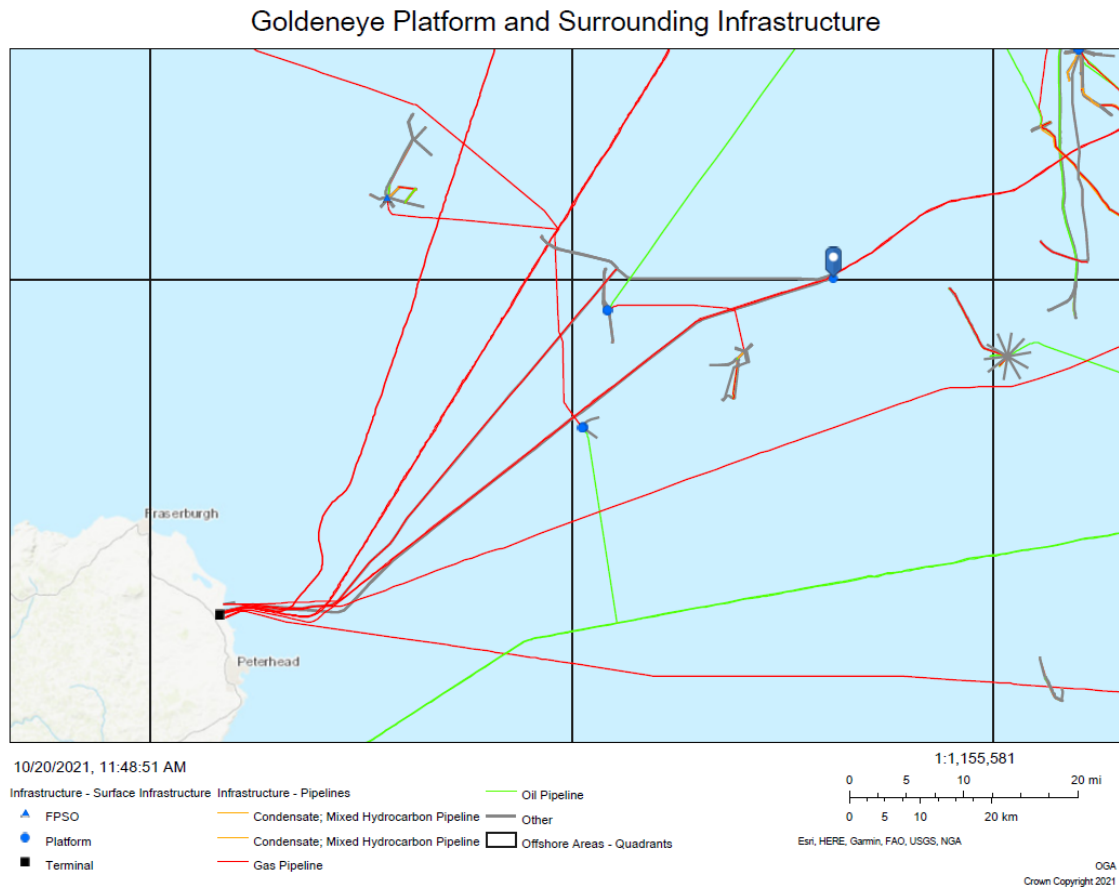 Goldeneye Platform and Surrounding Infrastructure
Fraserburgh
Peterhead
10/20/2021, 11:48:51 AM
1:1,155,581
Infrastructure - Surface Infrastructure
FPSO
Platform
Terminal
Infrastructure - Pipelines
Condensate; Mixed Hydrocarbon Pipeline
Condensate; Mixed Hydrocarbon Pipeline
Gas Pipeline
Oil Pipeline
Other
Offshore Areas - Quadrants
0 5 10 20 mi
0 5 10 20 km
Esri, HERE, Garmin, FAO, USGS, NGA
OGA
Crown Copyright 2021